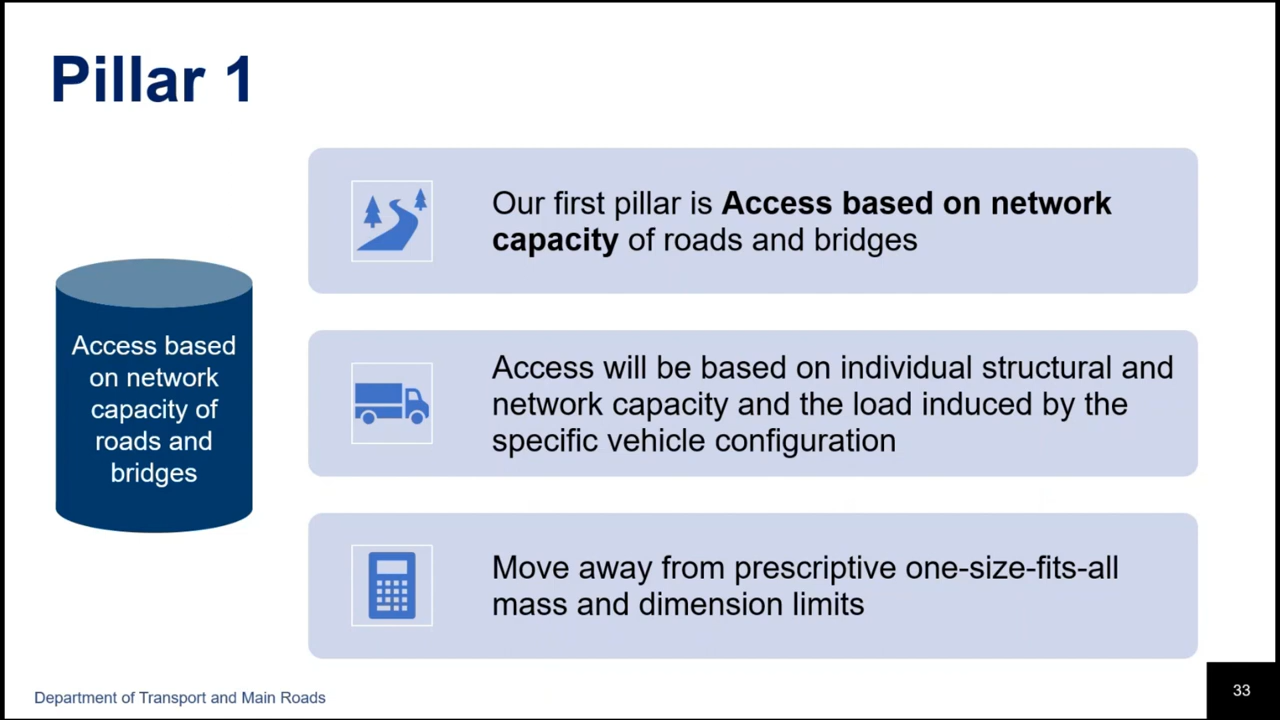 Pillar 1
Access based
on network
capacity of
roads and
bridges
Our first pillar is Access based on network
capacity of roads and bridges
Access will be based on individual structural and
network capacity and the load induced by the
specific vehicle configuration
Move away from prescriptive one-size-fits-all
mass and dimension limits
Department of Transport and Main Roads
33